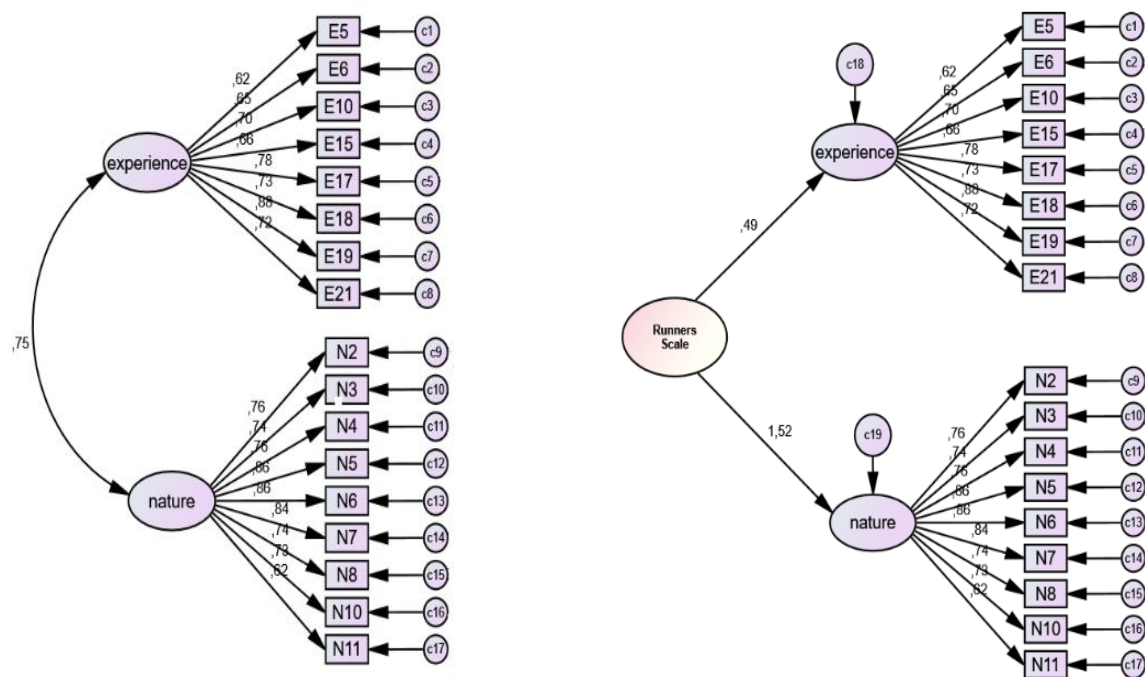 E5
c1
E6
c2
E10
c3
E15
c4
E17
c5
E18
c6
E19
c7
E21
c8
experience
,62
,65
,70
,66
,78
,73
,88
,72
,75
N2
c9
N3
c10
N4
c11
N5
c12
N6
c13
N7
c14
N8
c15
N10
c16
N11
c17
nature
,76
,74
,75
,86
,86
,84
,74
,73
,62
E5
c1
E6
c2
E10
c3
E15
c4
E17
c5
E18
c6
E19
c7
E21
c8
c18
experience
,62
,65
,70
,66
,78
,73
,88
,72
,49
Runners
Scale
1,52
N2
c9
N3
c10
N4
c11
N5
c12
N6
c13
N7
c14
N8
c15
N10
c16
N11
c17
c19
nature
,76
,74
,75
,86
,86
,84
,74
,73
,62